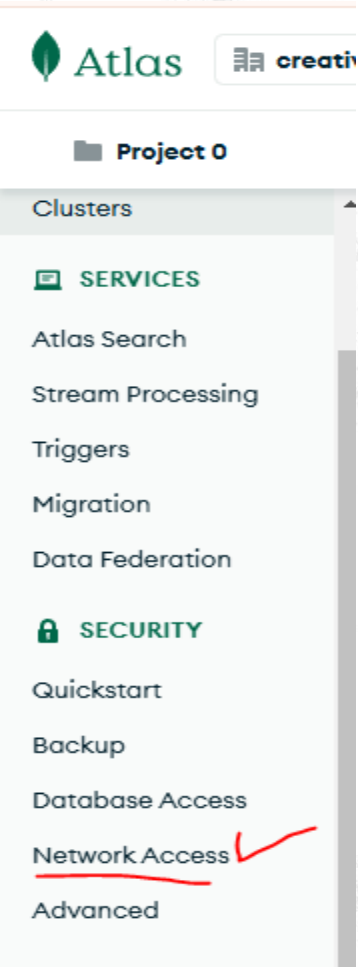 Atlas
Project 0
Clusters
SERVICES
Atlas Search
Stream Processing
Triggers
Migration
Data Federation
SECURITY
Quickstart
Backup
Database Access
Network Access
Advanced